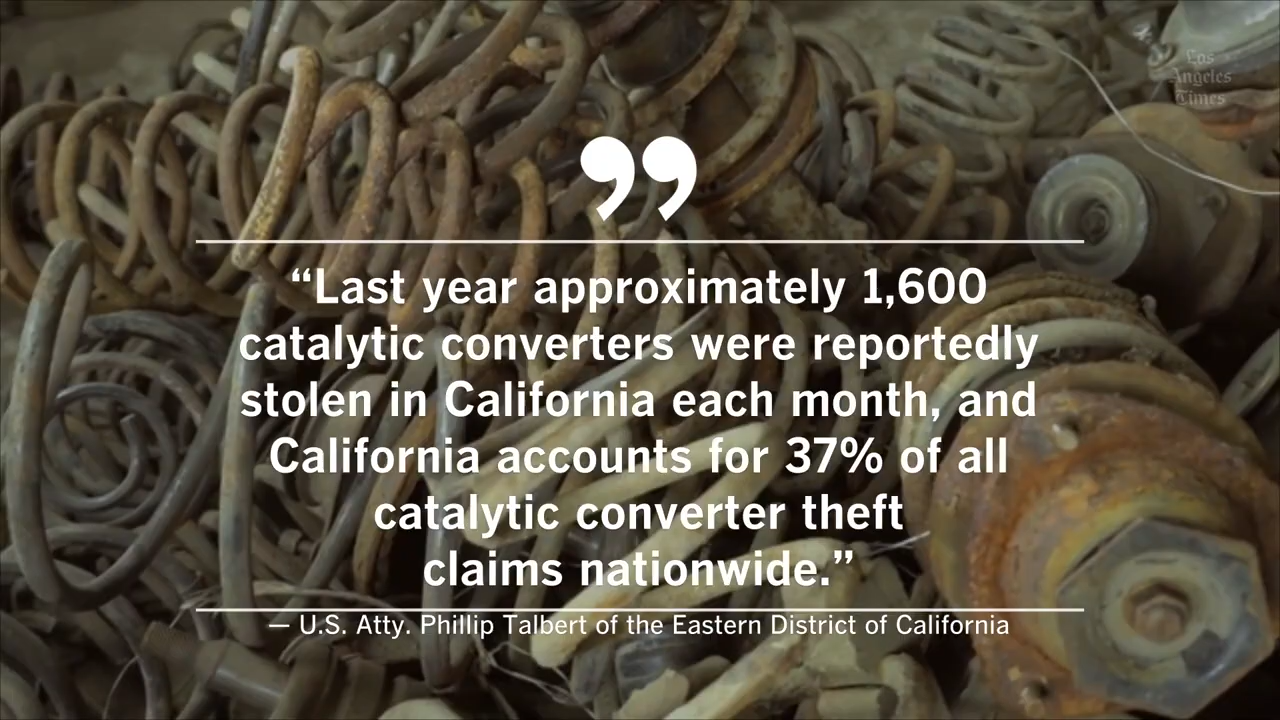 Los
Angeles
Times
”
“Last year approximately 1,600
catalytic converters were reportedly
stolen in California each month, and
California accounts for 37% of all
catalytic converter theft
claims nationwide.”
— U.S. Atty. Phillip Talbert of the Eastern District of California